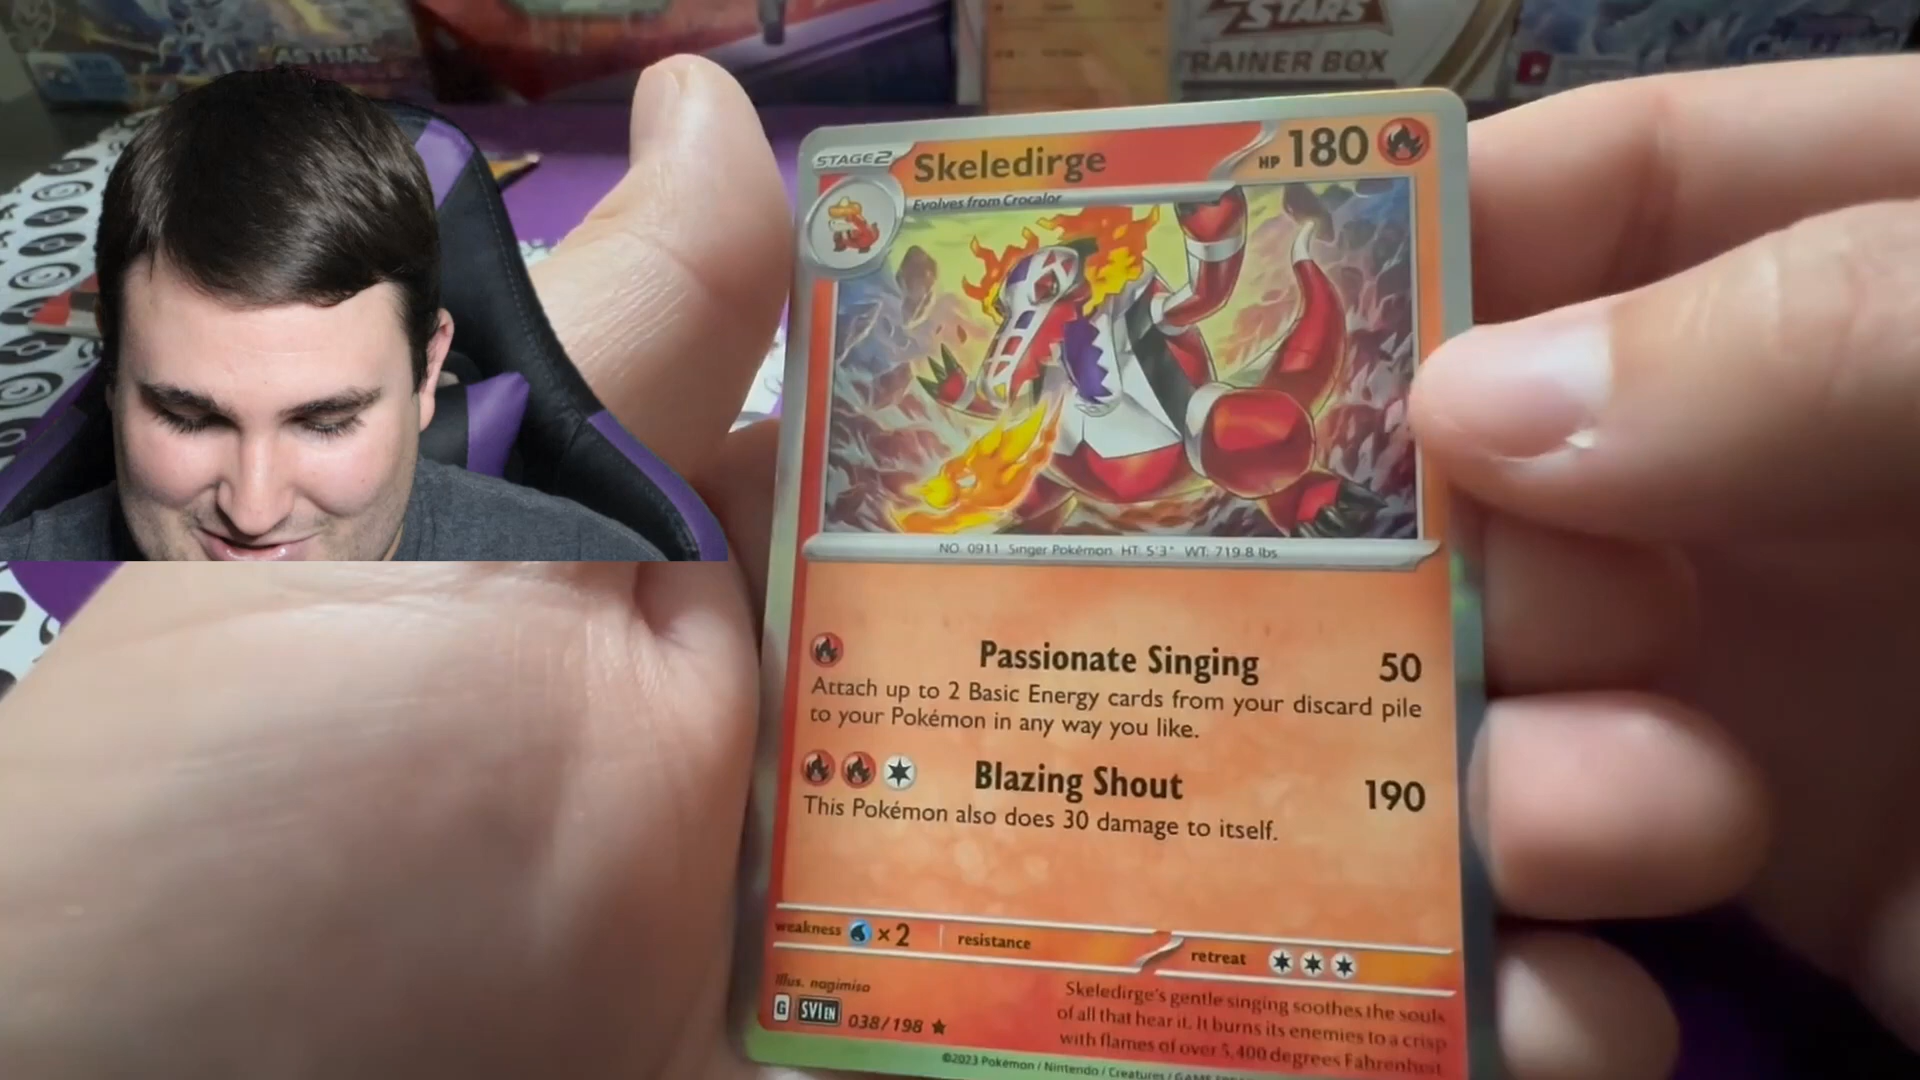 ASTRAL
STARS
TRAINER BOX
STAGE2
Skeledirge
HP 180
Evolves from Crocalor
NO. 0911 Singer Pokémon HT: 5'3" WT: 719.8 lbs
Passionate Singing 50
Attach up to 2 Basic Energy cards from your discard pile
to your Pokémon in any way you like.
Blazing Shout 190
This Pokémon also does 30 damage to itself.
weakness ×2 resistance
retreat
Illus. nagimiso
G SVI EN 038/198 ★
Skeledirge's gentle singing soothes the souls
of all that hear it. It burns its enemies to a crisp
with flames of over 5,400 degrees Fahrenheit
©2023 Pokémon / Nintendo / Creatures /